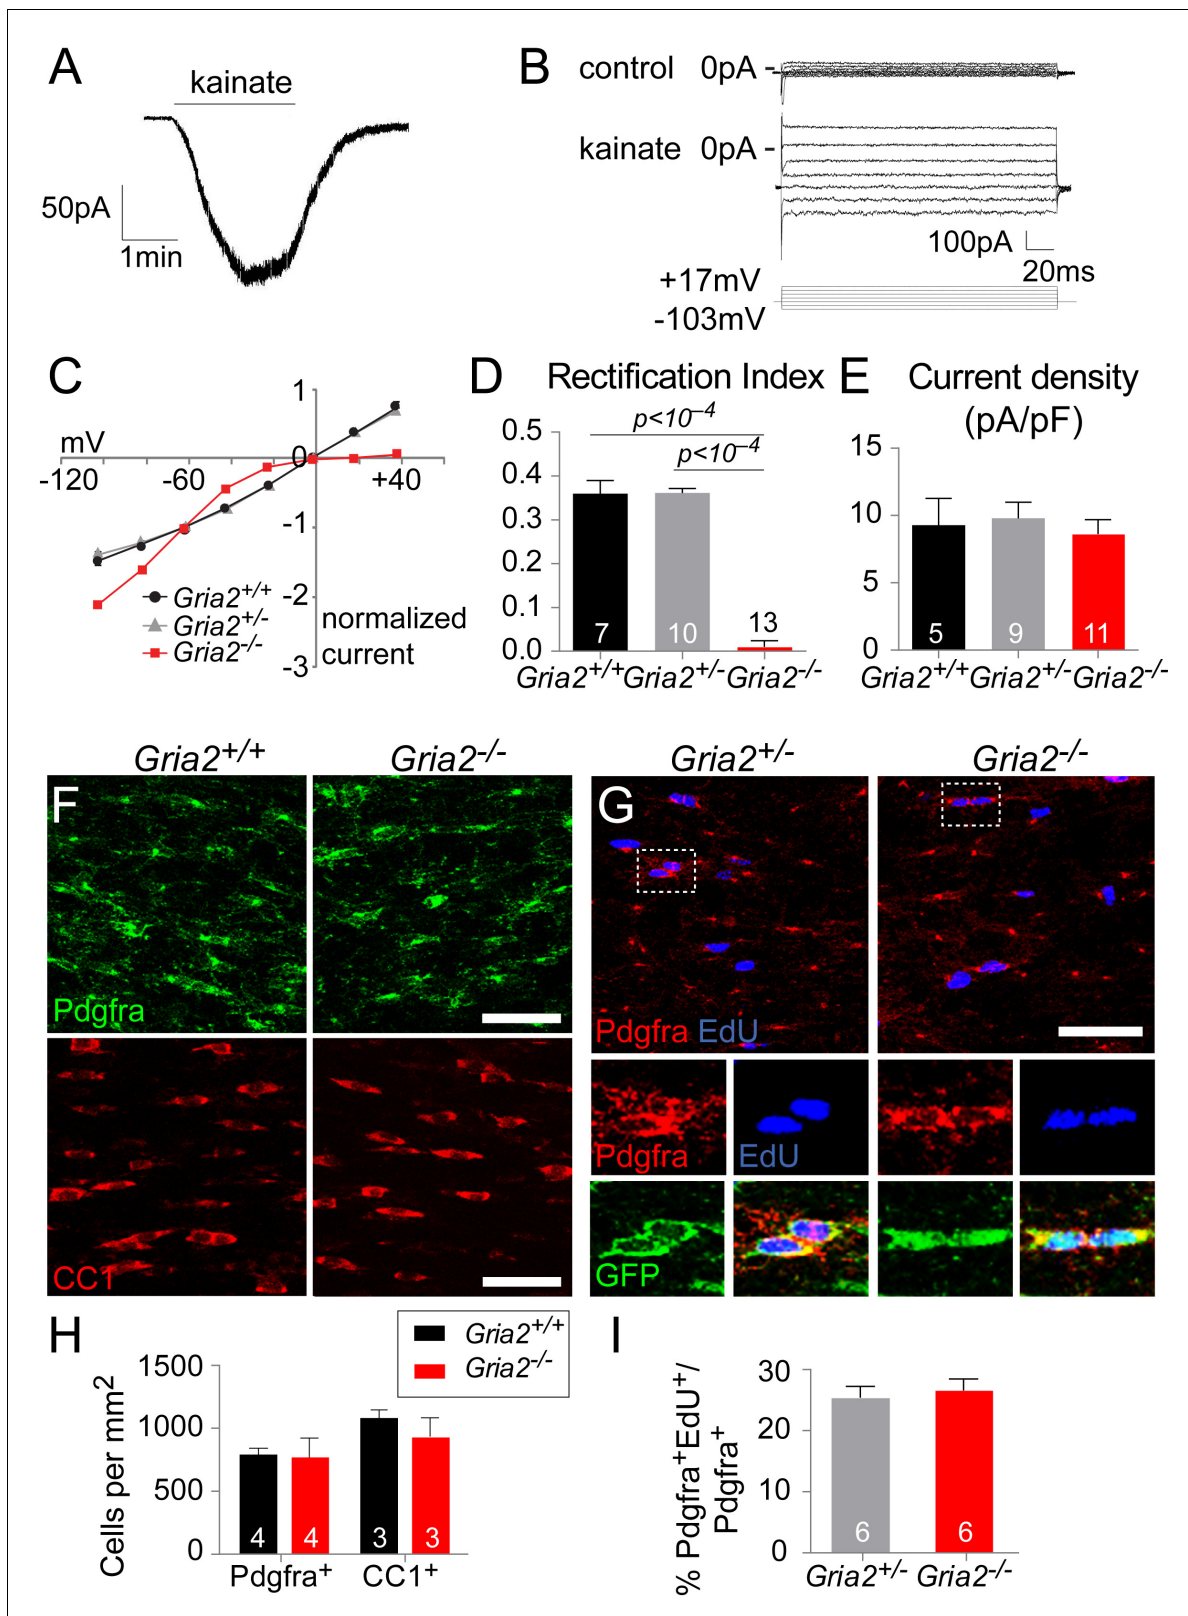 A
kainate
50pA
1min
B
control 0pA
kainate 0pA
100pA
20ms
+17mV
-103mV
C
mV
-120
-60
+40
1
0
-1
-2
-3
normalized
current
Gria2+/+
Gria2+/-
Gria2-/-
D Rectification Index
p<10–4
p<10–4
0.5
0.4
0.3
0.2
0.1
0.0
7
10
13
Gria2+/+ Gria2+/- Gria2-/-
E Current density
(pA/pF)
15
10
5
0
5
9
11
Gria2+/+ Gria2+/- Gria2-/-
Gria2+/+ Gria2-/-
F
Pdgfra
CC1
Gria2+/- Gria2-/-
G
Pdgfra EdU
Pdgfra
EdU
GFP
H
Gria2+/+
Gria2-/-
Cells per mm2
1500
1000
500
0
4
4
3
3
Pdgfra+ CC1+
I
% Pdgfra+EdU+/
Pdgfra+
30
20
10
0
6
6
Gria2+/- Gria2-/-